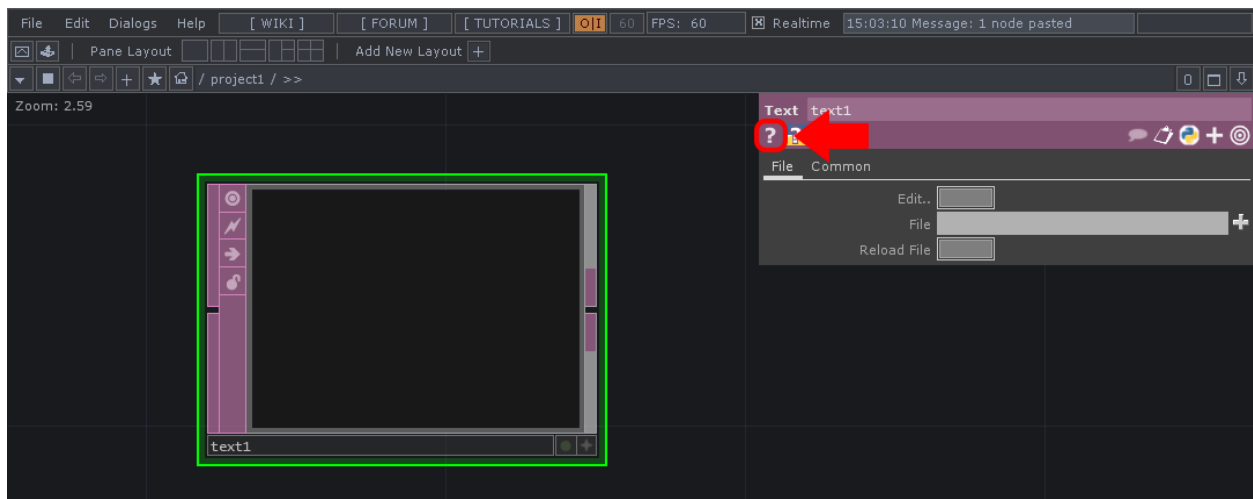 File Edit Dialogs Help [ WIKI ] [ FORUM ] [ TUTORIALS ] O|I 60 FPS: 60 Realtime 15:03:10 Message: 1 node pasted
Pane Layout Add New Layout +
/ project1 / >> 0
Zoom: 2.59
Text text1
? ?
File Common
Edit..
File
Reload File
text1